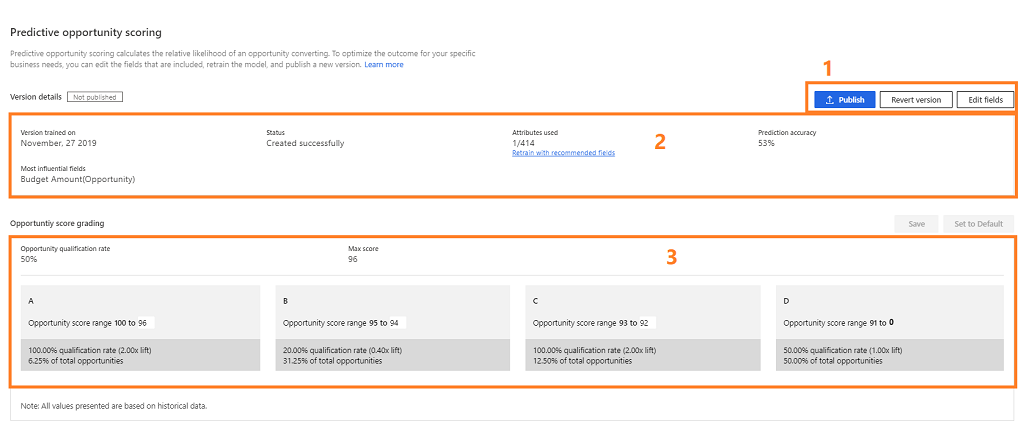 Predictive opportunity scoring
Predictive opportunity scoring calculates the relative likelihood of an opportunity converting. To optimize the outcome for your specific
business needs, you can edit the fields that are included, retrain the model, and publish a new version. Learn more
1
Version details Not published Publish Revert version Edit fields
Version trained on Status Attributes used Prediction accuracy
November, 27 2019 Created successfully 1/414 2 53%
Retrain with recommended fields
Most influential fields
Budget Amount(Opportunity)
Opportuntiy score grading Save Set to Default
Opportunity qualification rate Max score
50% 96 3
A B C D
Opportunity score range 100 to 96 Opportunity score range 95 to 94 Opportunity score range 93 to 92 Opportunity score range 91 to 0
100.00% qualification rate (2.00x lift) 20.00% qualification rate (0.40x lift) 100.00% qualification rate (2.00x lift) 50.00% qualification rate (1.00x lift)
6.25% of total opportunities 31.25% of total opportunities 12.50% of total opportunities 50.00% of total opportunities
Note: All values presented are based on historical data.